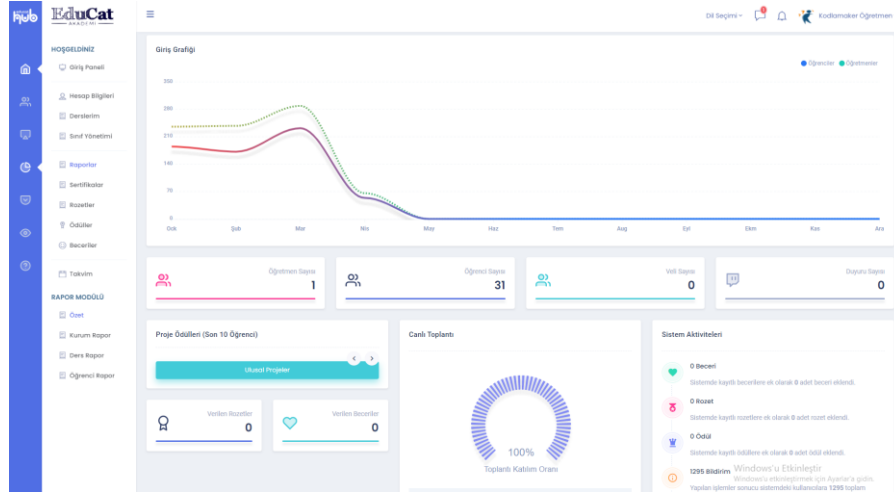 hub
EduCat
AKADEMİ
Dil Seçimi
Kodlamaker Öğretmen
HOŞGELDİNİZ
Giriş Paneli
Hesap Bilgileri
Derslerim
Sınıf Yönetimi
Raporlar
Sertifikalar
Rozetler
Ödüller
Beceriler
Takvim
RAPOR MODÜLÜ
Özet
Kurum Rapor
Ders Rapor
Öğrenci Rapor
Giriş Grafiği
Öğrenciler Öğretmenler
350
280
210
140
70
0
Ock Şub Mar Nis May Haz Tem Aug Eyl Ekm Kas Ara
Öğretmen Sayısı
1
Öğrenci Sayısı
31
Veli Sayısı
0
Duyuru Sayısı
0
Proje Ödülleri (Son 10 Öğrenci)
Ulusal Projeler
Verilen Rozetler
0
Verilen Beceriler
0
Canlı Toplantı
100%
Toplantı Katılım Oranı
Sistem Aktiviteleri
0 Beceri
Sistemde kayıtlı becerilere ek olarak 0 adet beceri eklendi.
0 Rozet
Sistemde kayıtlı rozetlere ek olarak 0 adet rozet eklendi.
0 Ödül
Sistemde kayıtlı ödüllere ek olarak 0 adet ödül eklendi.
1295 Bildirim
Yapılan işlemler sonucu sistemdeki kullanıcılara 1295 toplam
Windows'u Etkinleştir
Windows'u etkinleştirmek için Ayarlar'a gidin.